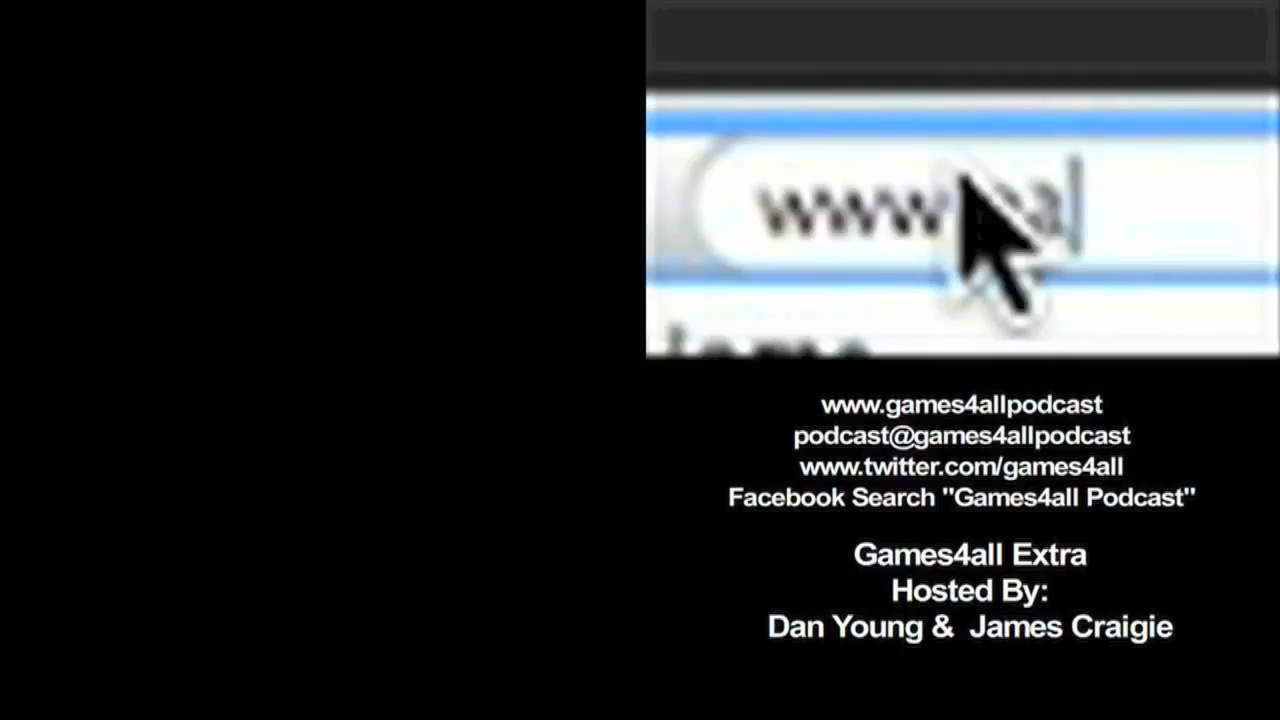 www
www.games4allpodcast
podcast@games4allpodcast
www.twitter.com/games4all
Facebook Search "Games4all Podcast"
Games4all Extra
Hosted By:
Dan Young & James Craigie